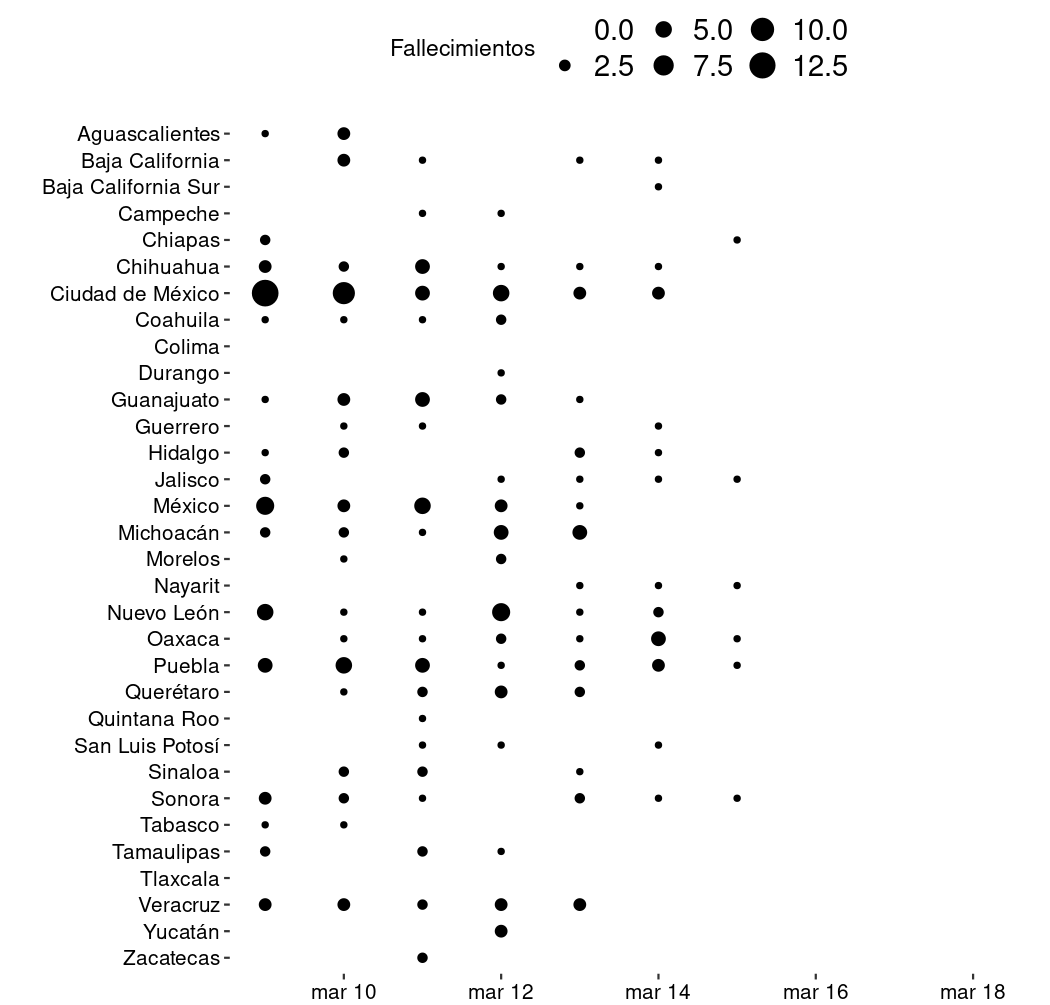 Fallecimientos
0.0 5.0 10.0
2.5 7.5 12.5
Aguascalientes
Baja California
Baja California Sur
Campeche
Chiapas
Chihuahua
Ciudad de México
Coahuila
Colima
Durango
Guanajuato
Guerrero
Hidalgo
Jalisco
México
Michoacán
Morelos
Nayarit
Nuevo León
Oaxaca
Puebla
Querétaro
Quintana Roo
San Luis Potosí
Sinaloa
Sonora
Tabasco
Tamaulipas
Tlaxcala
Veracruz
Yucatán
Zacatecas
mar 10 mar 12 mar 14 mar 16 mar 18